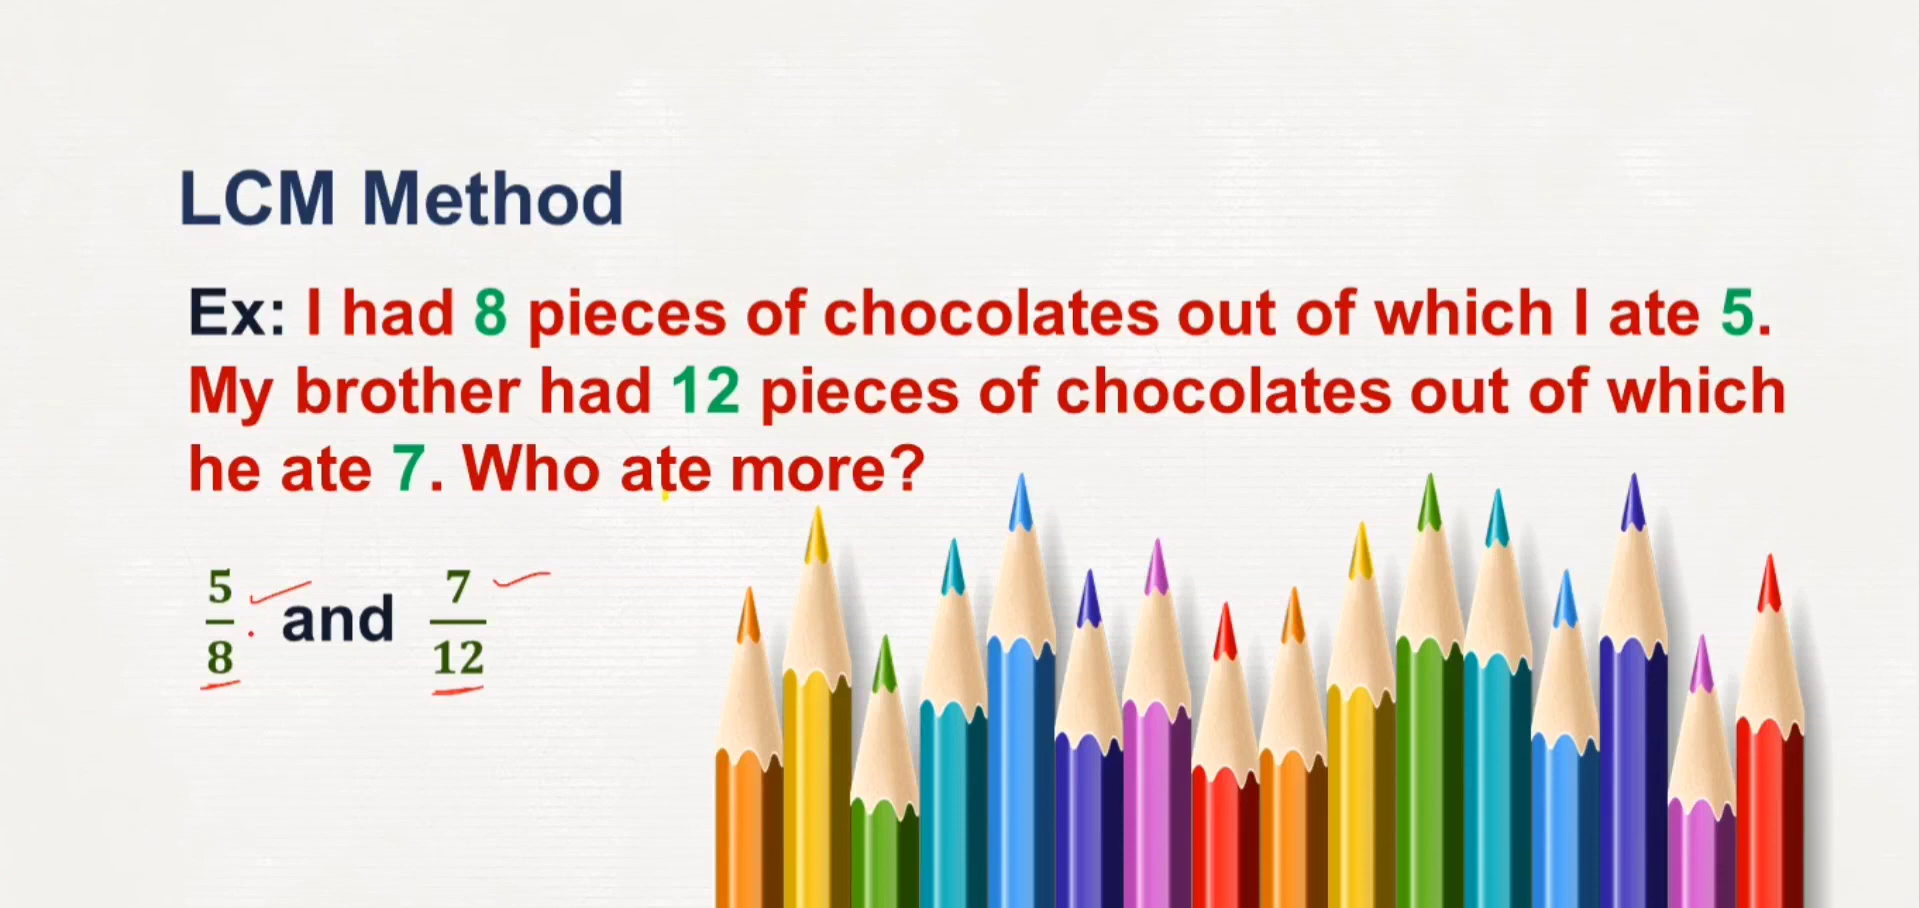 LCM Method
Ex: I had 8 pieces of chocolates out of which I ate 5.
My brother had 12 pieces of chocolates out of which
he ate 7. Who ate more?
5/8 and 7/12